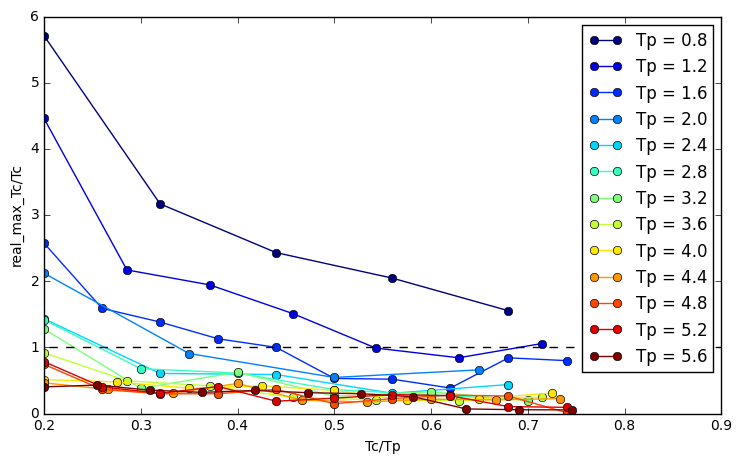 6
5
4
3
2
1
0
real_max_Tc/Tc
0.2 0.3 0.4 0.5 0.6 0.7 0.8 0.9
Tc/Tp
Tp = 0.8
Tp = 1.2
Tp = 1.6
Tp = 2.0
Tp = 2.4
Tp = 2.8
Tp = 3.2
Tp = 3.6
Tp = 4.0
Tp = 4.4
Tp = 4.8
Tp = 5.2
Tp = 5.6